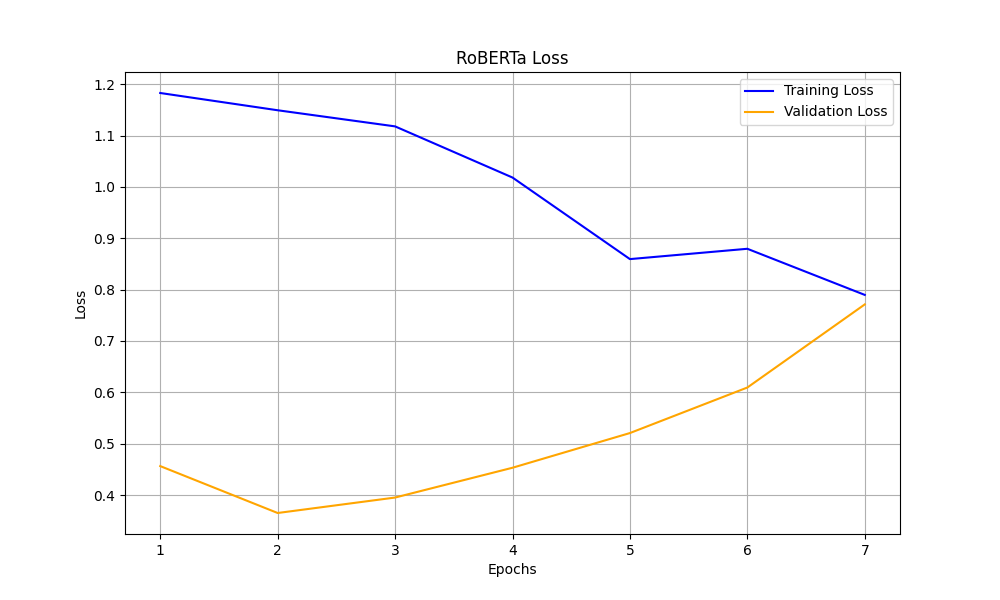 RoBERTa Loss
Training Loss
Validation Loss
1.2
1.1
1.0
0.9
0.8
0.7
0.6
0.5
0.4
Loss
1 2 3 4 5 6 7
Epochs